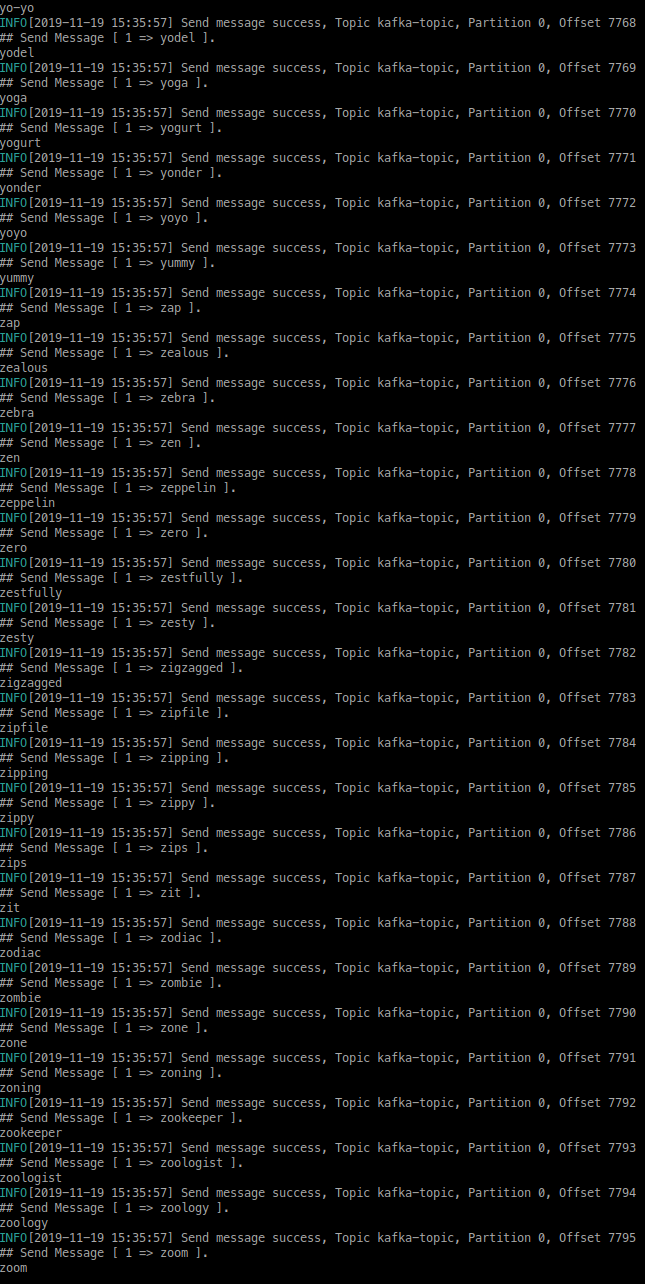 yo-yo
INFO[2019-11-19 15:35:57] Send message success, Topic kafka-topic, Partition 0, Offset 7768
## Send Message [ 1 => yodel ].
yodel
INFO[2019-11-19 15:35:57] Send message success, Topic kafka-topic, Partition 0, Offset 7769
## Send Message [ 1 => yoga ].
yoga
INFO[2019-11-19 15:35:57] Send message success, Topic kafka-topic, Partition 0, Offset 7770
## Send Message [ 1 => yogurt ].
yogurt
INFO[2019-11-19 15:35:57] Send message success, Topic kafka-topic, Partition 0, Offset 7771
## Send Message [ 1 => yonder ].
yonder
INFO[2019-11-19 15:35:57] Send message success, Topic kafka-topic, Partition 0, Offset 7772
## Send Message [ 1 => yoyo ].
yoyo
INFO[2019-11-19 15:35:57] Send message success, Topic kafka-topic, Partition 0, Offset 7773
## Send Message [ 1 => yummy ].
yummy
INFO[2019-11-19 15:35:57] Send message success, Topic kafka-topic, Partition 0, Offset 7774
## Send Message [ 1 => zap ].
zap
INFO[2019-11-19 15:35:57] Send message success, Topic kafka-topic, Partition 0, Offset 7775
## Send Message [ 1 => zealous ].
zealous
INFO[2019-11-19 15:35:57] Send message success, Topic kafka-topic, Partition 0, Offset 7776
## Send Message [ 1 => zebra ].
zebra
INFO[2019-11-19 15:35:57] Send message success, Topic kafka-topic, Partition 0, Offset 7777
## Send Message [ 1 => zen ].
zen
INFO[2019-11-19 15:35:57] Send message success, Topic kafka-topic, Partition 0, Offset 7778
## Send Message [ 1 => zeppelin ].
zeppelin
INFO[2019-11-19 15:35:57] Send message success, Topic kafka-topic, Partition 0, Offset 7779
## Send Message [ 1 => zero ].
zero
INFO[2019-11-19 15:35:57] Send message success, Topic kafka-topic, Partition 0, Offset 7780
## Send Message [ 1 => zestfully ].
zestfully
INFO[2019-11-19 15:35:57] Send message success, Topic kafka-topic, Partition 0, Offset 7781
## Send Message [ 1 => zesty ].
zesty
INFO[2019-11-19 15:35:57] Send message success, Topic kafka-topic, Partition 0, Offset 7782
## Send Message [ 1 => zigzagged ].
zigzagged
INFO[2019-11-19 15:35:57] Send message success, Topic kafka-topic, Partition 0, Offset 7783
## Send Message [ 1 => zipfile ].
zipfile
INFO[2019-11-19 15:35:57] Send message success, Topic kafka-topic, Partition 0, Offset 7784
## Send Message [ 1 => zipping ].
zipping
INFO[2019-11-19 15:35:57] Send message success, Topic kafka-topic, Partition 0, Offset 7785
## Send Message [ 1 => zippy ].
zippy
INFO[2019-11-19 15:35:57] Send message success, Topic kafka-topic, Partition 0, Offset 7786
## Send Message [ 1 => zips ].
zips
INFO[2019-11-19 15:35:57] Send message success, Topic kafka-topic, Partition 0, Offset 7787
## Send Message [ 1 => zit ].
zit
INFO[2019-11-19 15:35:57] Send message success, Topic kafka-topic, Partition 0, Offset 7788
## Send Message [ 1 => zodiac ].
zodiac
INFO[2019-11-19 15:35:57] Send message success, Topic kafka-topic, Partition 0, Offset 7789
## Send Message [ 1 => zombie ].
zombie
INFO[2019-11-19 15:35:57] Send message success, Topic kafka-topic, Partition 0, Offset 7790
## Send Message [ 1 => zone ].
zone
INFO[2019-11-19 15:35:57] Send message success, Topic kafka-topic, Partition 0, Offset 7791
## Send Message [ 1 => zoning ].
zoning
INFO[2019-11-19 15:35:57] Send message success, Topic kafka-topic, Partition 0, Offset 7792
## Send Message [ 1 => zookeeper ].
zookeeper
INFO[2019-11-19 15:35:57] Send message success, Topic kafka-topic, Partition 0, Offset 7793
## Send Message [ 1 => zoologist ].
zoologist
INFO[2019-11-19 15:35:57] Send message success, Topic kafka-topic, Partition 0, Offset 7794
## Send Message [ 1 => zoology ].
zoology
INFO[2019-11-19 15:35:57] Send message success, Topic kafka-topic, Partition 0, Offset 7795
## Send Message [ 1 => zoom ].
zoom